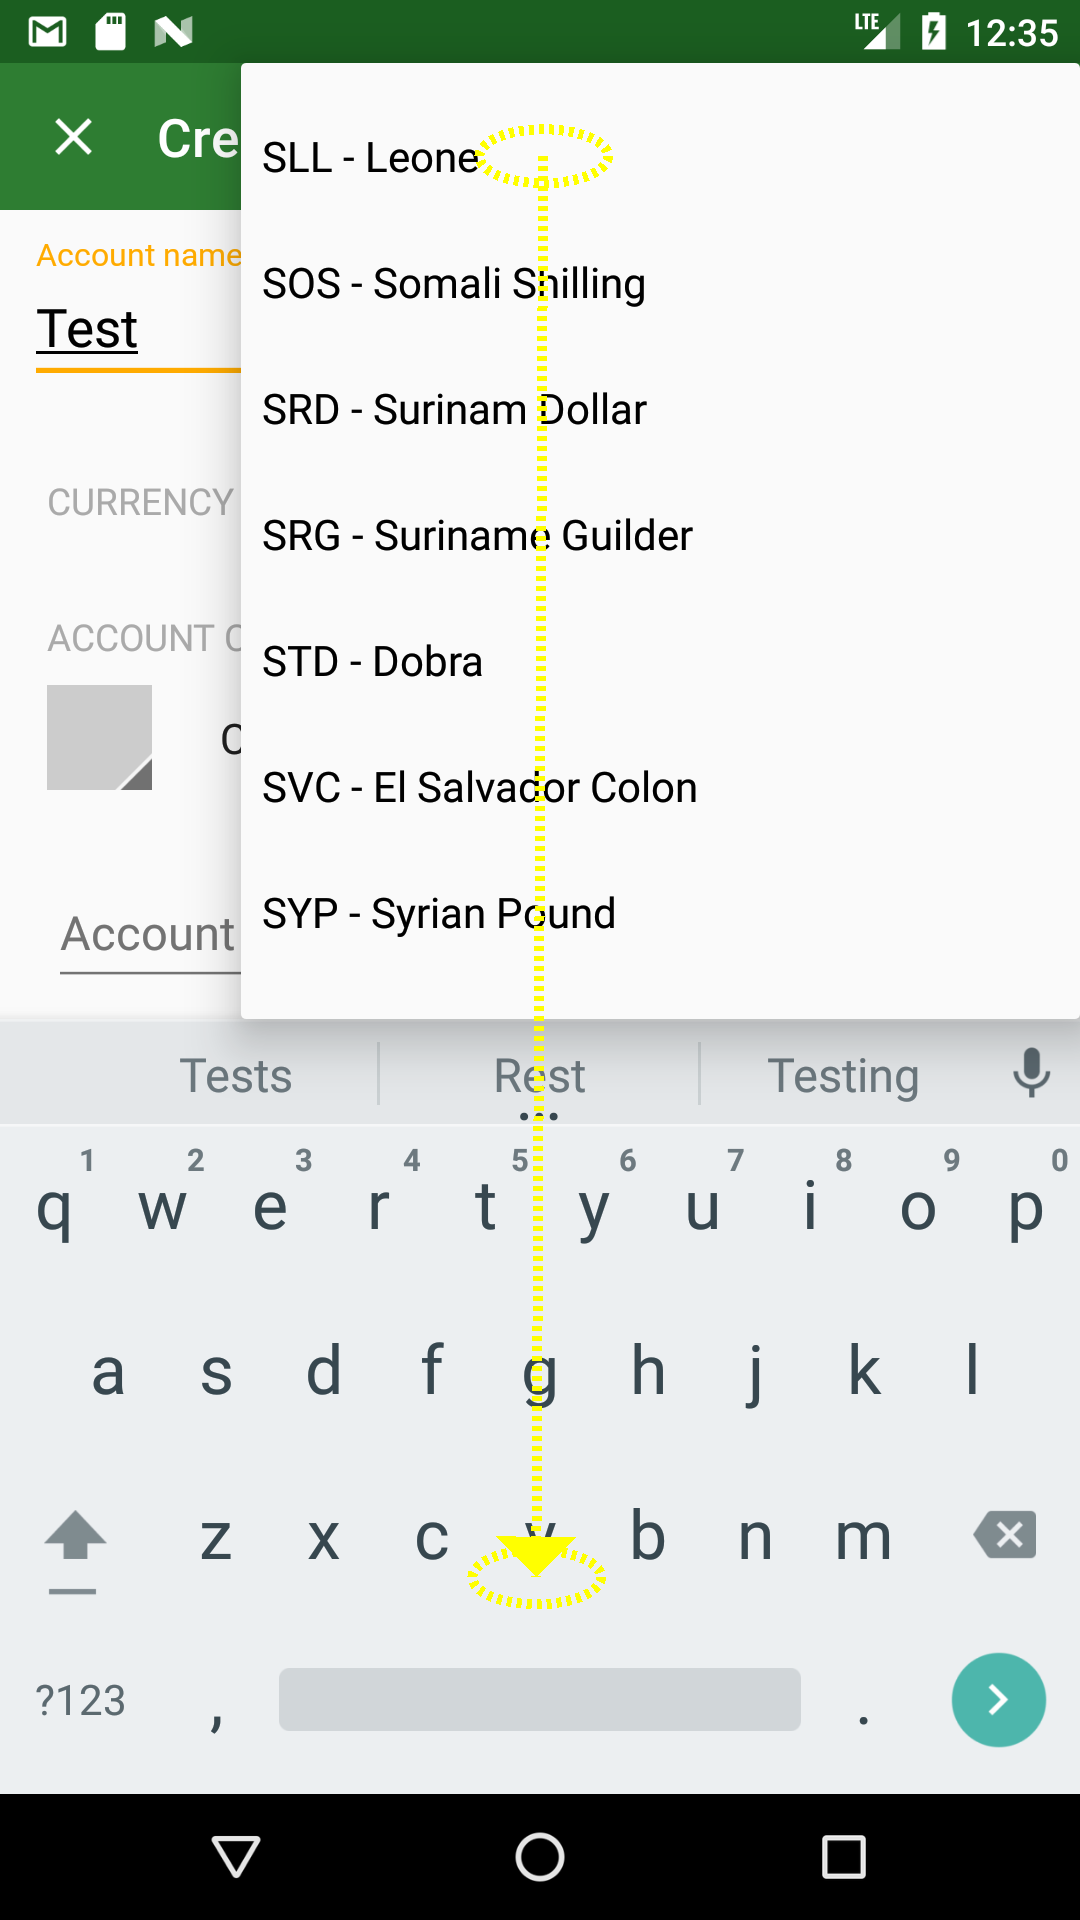 LTE 12:35
Cre
SLL - Leone
Account name
SOS - Somali Shilling
Test
SRD - Surinam Dollar
CURRENCY
SRG - Suriname Guilder
ACCOUNT C
STD - Dobra
C
SVC - El Salvador Colon
Account
SYP - Syrian Pound
Tests Rest Testing
1 2 3 4 5 6 7 8 9 0
q w e r t y u i o p
a s d f g h j k l
z x c v b n m
?123 , .